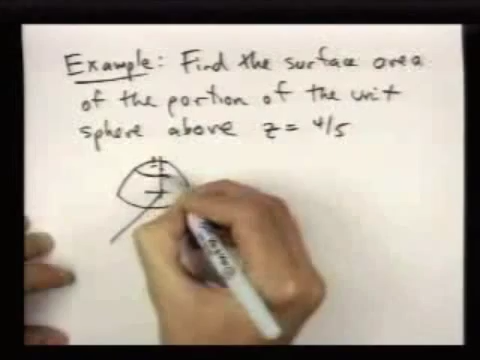 Example: Find the surface area
of the portion of the unit
sphere above z = 4/5